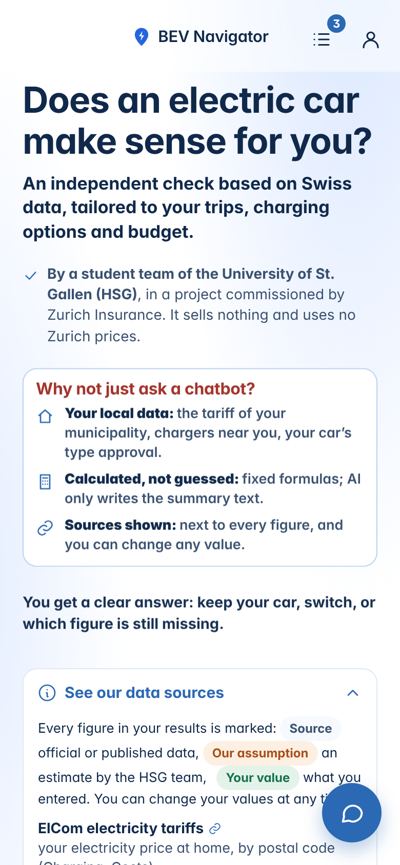 BEV Navigator
3
Does an electric car
make sense for you?
An independent check based on Swiss
data, tailored to your trips, charging
options and budget.
By a student team of the University of St.
Gallen (HSG), in a project commissioned by
Zurich Insurance. It sells nothing and uses no
Zurich prices.
Why not just ask a chatbot?
Your local data: the tariff of your
municipality, chargers near you, your car’s
type approval.
Calculated, not guessed: fixed formulas; AI
only writes the summary text.
Sources shown: next to every figure, and
you can change any value.
You get a clear answer: keep your car, switch, or
which figure is still missing.
See our data sources
Every figure in your results is marked: Source
official or published data, Our assumption an
estimate by the HSG team, Your value what you
entered. You can change your values at any
ElCom electricity tariffs
your electricity price at home, by postal code